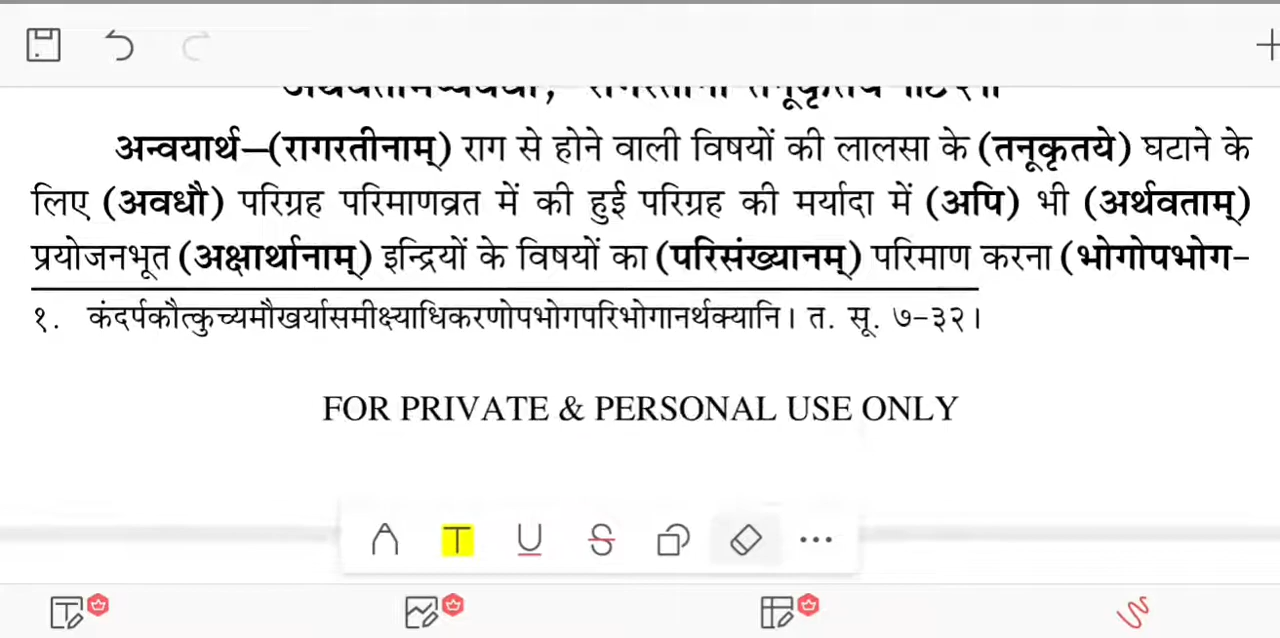 अन्वयार्थ–(रागरतीनाम्) राग से होने वाली विषयों की लालसा के (तनूकृतये) घटाने के
लिए (अवधौ) परिग्रह परिमाणव्रत में की हुई परिग्रह की मर्यादा में (अपि) भी (अर्थवताम्)
प्रयोजनभूत (अक्षार्थानाम्) इन्द्रियों के विषयों का (परिसंख्यानम्) परिमाण करना (भोगोपभोग-
१. कंदर्पकौत्कुच्यमौखर्यासमीक्ष्याधिकरणोपभोगपरिभोगानर्थक्यानि। त. सू. ७-३२।
FOR PRIVATE & PERSONAL USE ONLY